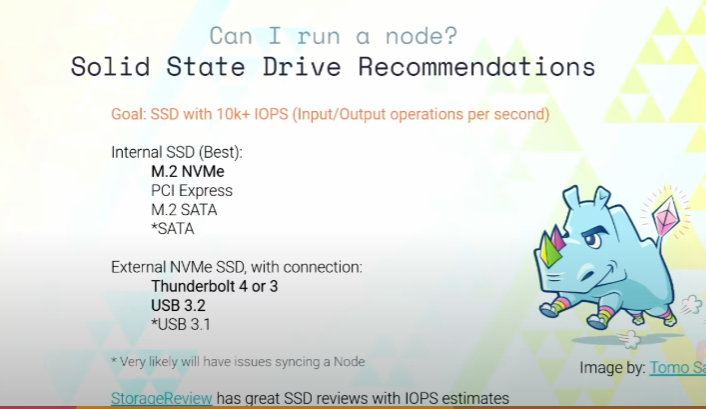 Can I run a node?
Solid State Drive Recommendations
Goal: SSD with 10k+ IOPS (Input/Output operations per second)
Internal SSD (Best):
M.2 NVMe
PCI Express
M.2 SATA
*SATA
External NVMe SSD, with connection:
Thunderbolt 4 or 3
USB 3.2
*USB 3.1
* Very likely will have issues syncing a Node
Image by: Tomo
StorageReview has great SSD reviews with IOPS estimates